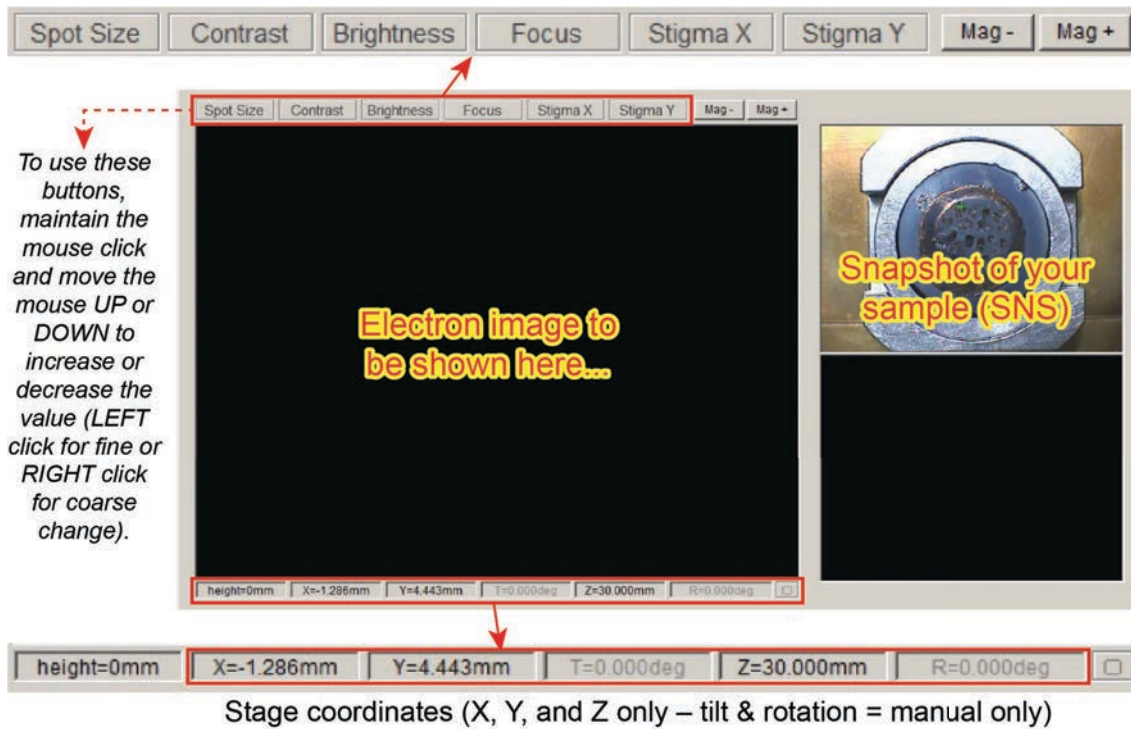 Spot Size Contrast Brightness Focus Stigma X Stigma Y Mag - Mag +
Spot Size Contrast Brightness Focus Stigma X Stigma Y Mag - Mag +
To use these
buttons,
maintain the
mouse click
and move the
mouse UP or
DOWN to
increase or
decrease the
value (LEFT
click for fine or
RIGHT click
for coarse
change).
Electron image to
be shown here...
Snapshot of your
sample (SNS)
height=0mm X=-1.286mm Y=4.443mm T=0.000deg Z=30.000mm R=0.000deg
height=0mm X=-1.286mm Y=4.443mm T=0.000deg Z=30.000mm R=0.000deg
Stage coordinates (X, Y, and Z only – tilt & rotation = manual only)